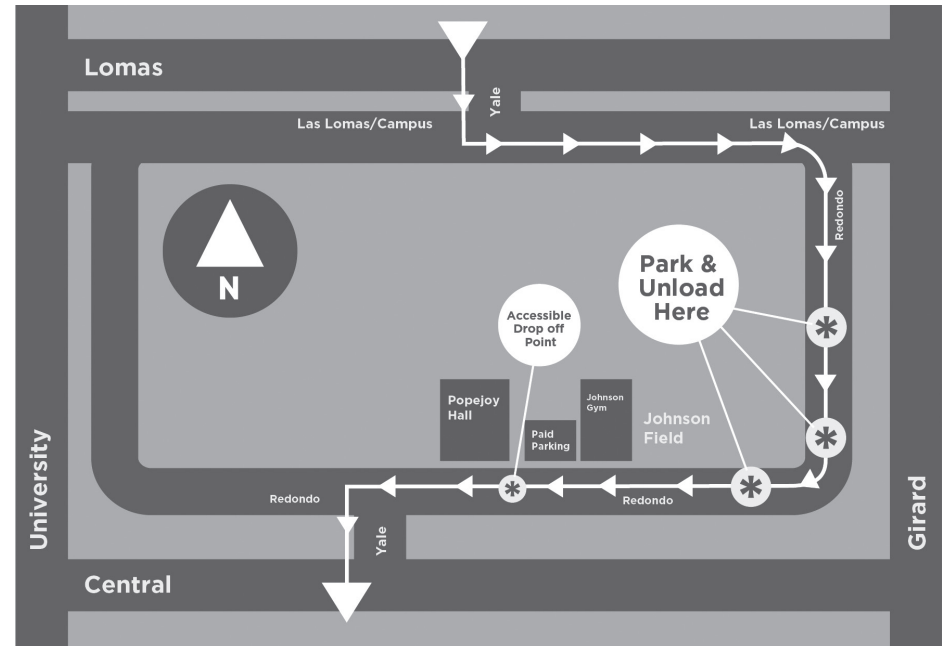 Lomas
Yale
Las Lomas/Campus
Las Lomas/Campus
Redondo
N
Park &
Unload
Here
Accessible
Drop off
Point
*
Popejoy
Hall
Johnson
Gym
Paid
Parking
Johnson
Field
*
*
*
Redondo
Redondo
Yale
University
Girard
Central